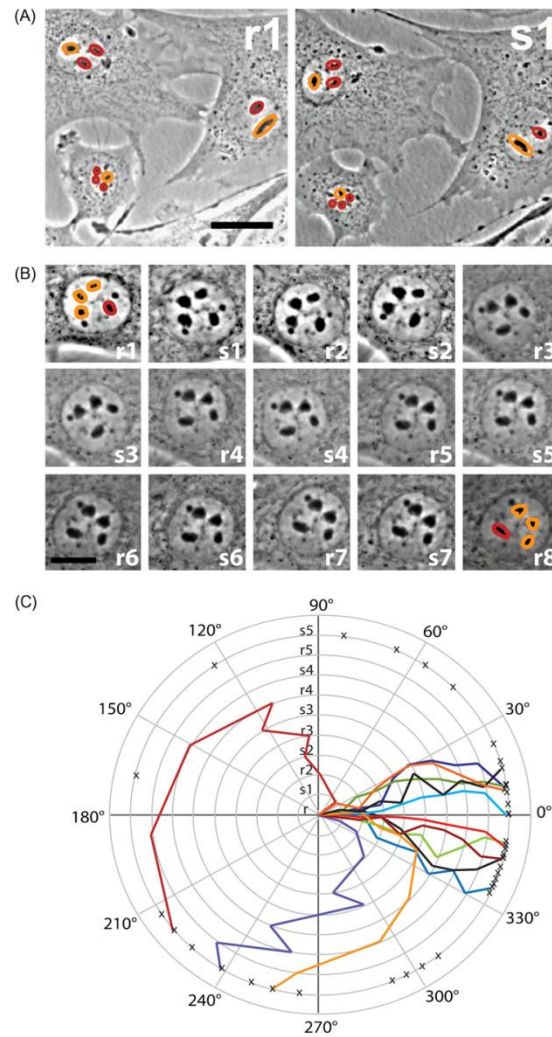 (A)
r1 s1
(B)
r1 s1 r2 s2 r3
s3 r4 s4 r5 s5
r6 s6 r7 s7 r8
(C)
90°
120° 60°
150° 30°
180° 0°
210° 330°
240° 300°
270°
s5
r5
s4
r4
s3
r3
s2
r2
s1
r
x x x x x x x x x x x x x x x x x x x x x x x x x x x x